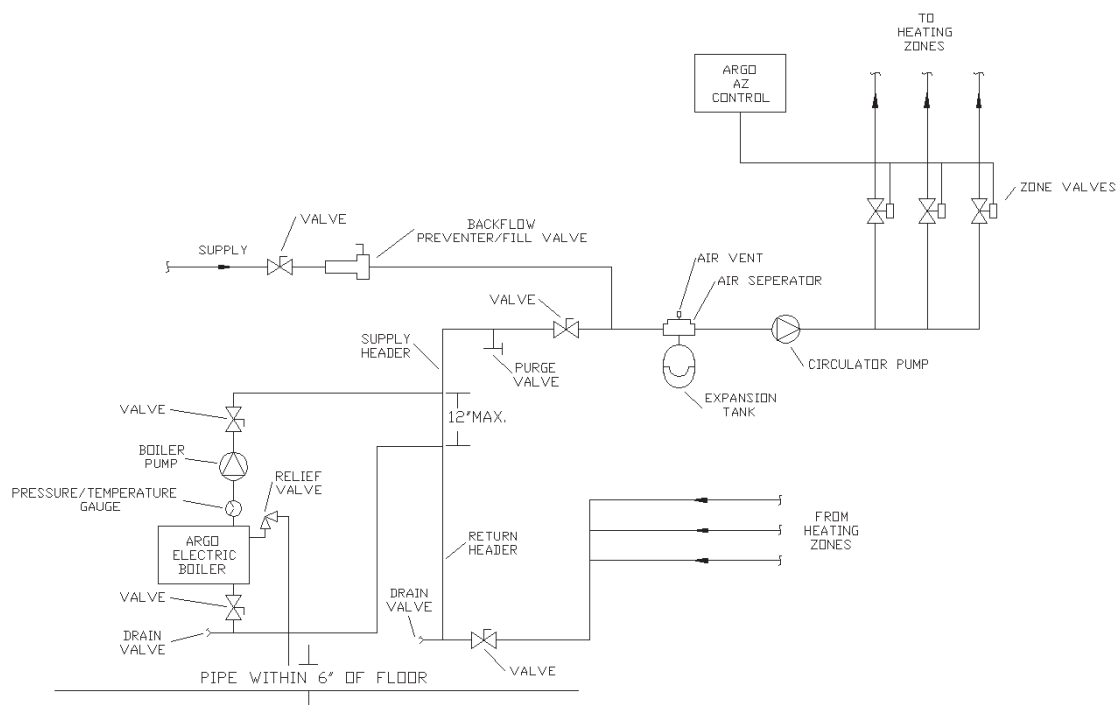 TO
HEATING
ZONES
ARGO
AZ
CONTROL
ZONE VALVES
VALVE
BACKFLOW
PREVENTER/FILL VALVE
SUPPLY
AIR VENT
AIR SEPERATOR
VALVE
SUPPLY
HEADER
PURGE
VALVE
CIRCULATOR PUMP
EXPANSION
TANK
VALVE
12"MAX.
BOILER
PUMP
RELIEF
VALVE
PRESSURE/TEMPERATURE
GAUGE
ARGO
ELECTRIC
BOILER
FROM
HEATING
ZONES
RETURN
HEADER
VALVE
DRAIN
VALVE
DRAIN
VALVE
VALVE
PIPE WITHIN 6" OF FLOOR